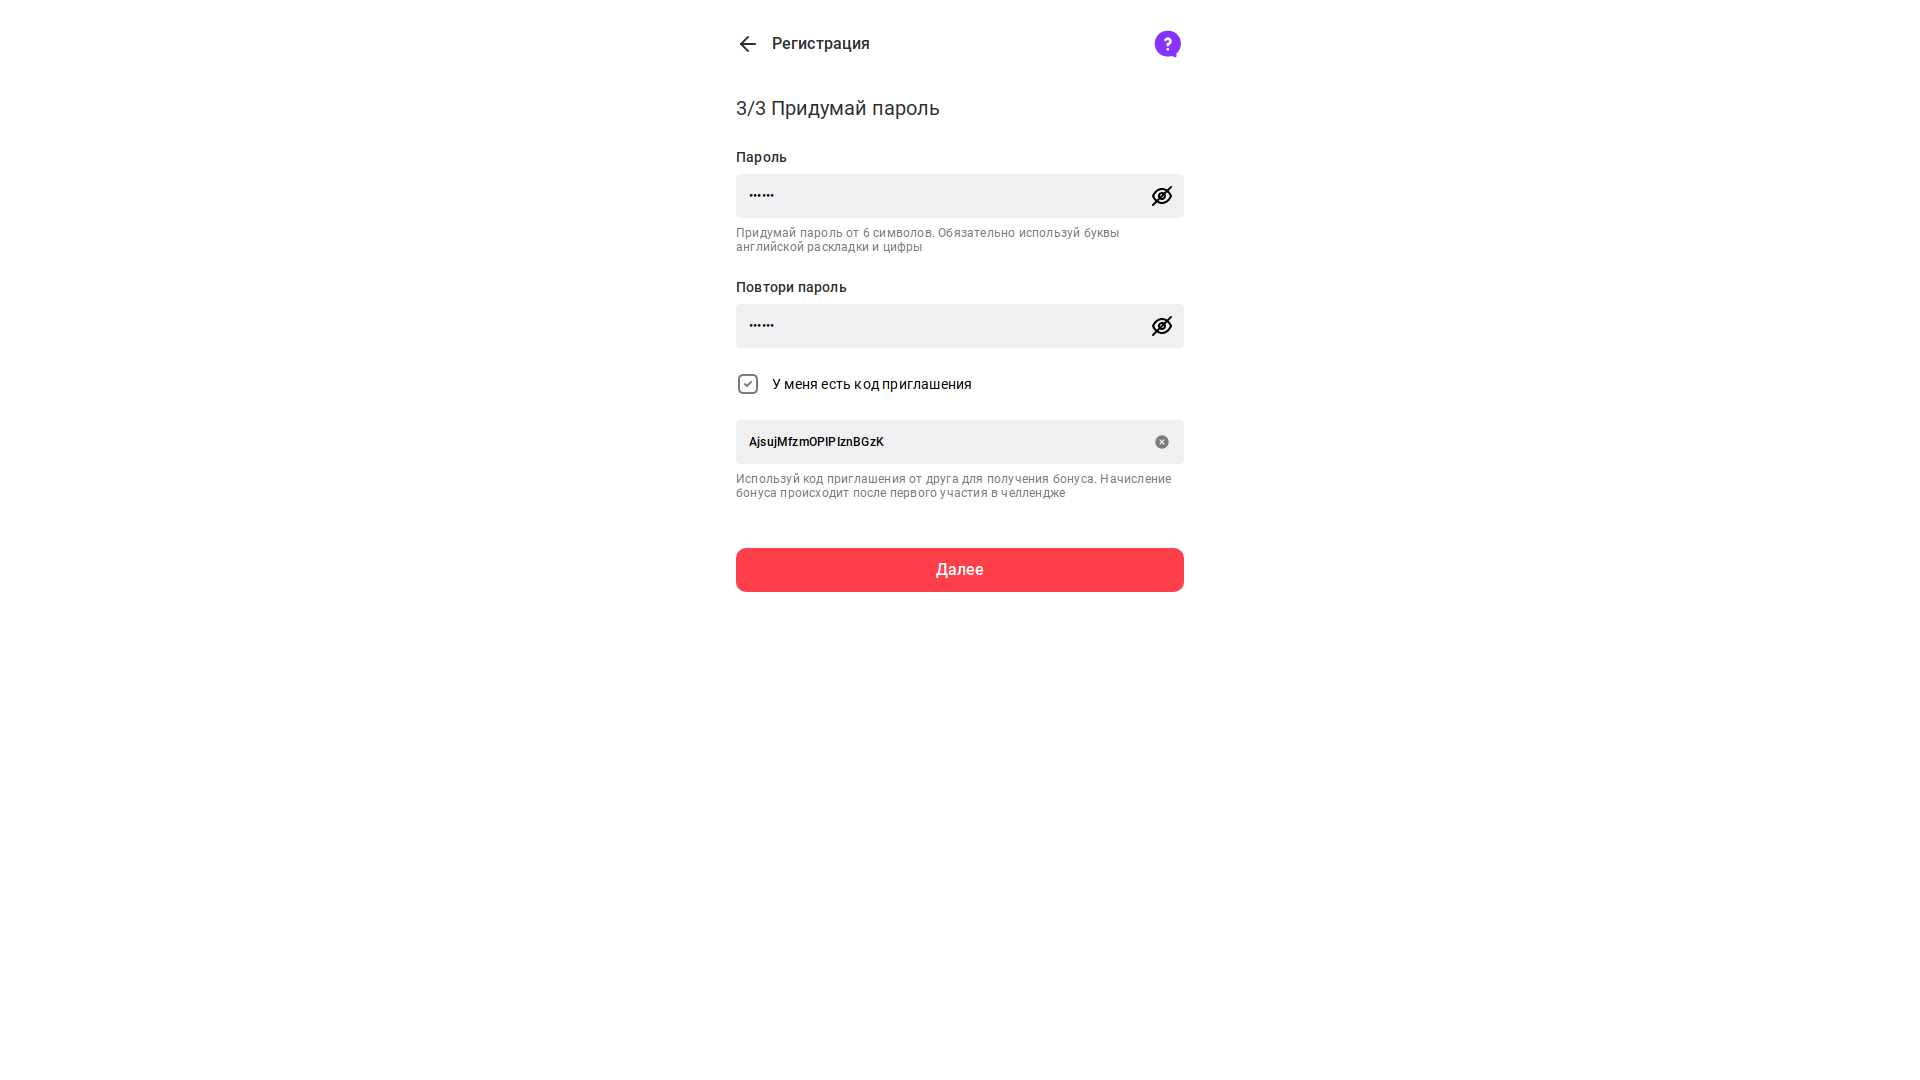 Регистрация
3/3 Придумай пароль
Пароль
••••••
Придумай пароль от 6 символов. Обязательно используй буквы
английской раскладки и цифры
Повтори пароль
••••••
У меня есть код приглашения
AjsujMfzmOPIPIznBGzK
Используй код приглашения от друга для получения бонуса. Начисление
бонуса происходит после первого участия в челлендже
Далее